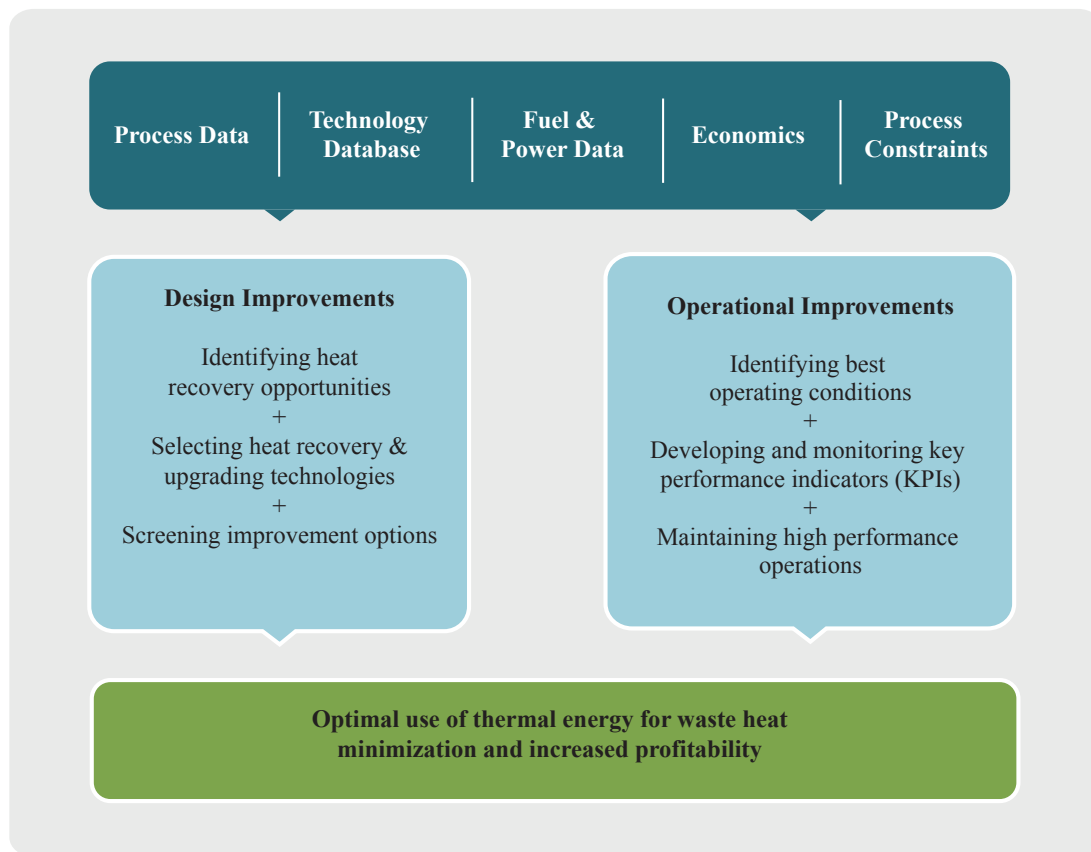 Process Data
Technology
Database
Fuel &
Power Data
Economics
Process
Constraints
Design Improvements
Identifying heat
recovery opportunities
+
Selecting heat recovery &
upgrading technologies
+
Screening improvement options
Operational Improvements
Identifying best
operating conditions
+
Developing and monitoring key
performance indicators (KPIs)
+
Maintaining high performance
operations
Optimal use of thermal energy for waste heat
minimization and increased profitability